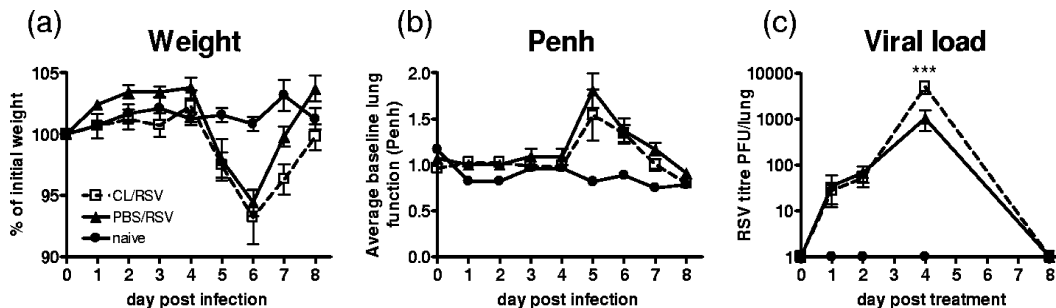 (a)
Weight
% of initial weight
105
100
95
90
CL/RSV
PBS/RSV
naive
0 1 2 3 4 5 6 7 8
day post infection
(b)
Penh
Average baseline lung
function (Penh)
2.0
1.5
1.0
0.5
0.0
0 1 2 3 4 5 6 7 8
day post infection
(c)
Viral load
RSV titre PFU/lung
10000
1000
100
10
1
***
0 1 2 3 4 5 6 7 8
day post treatment